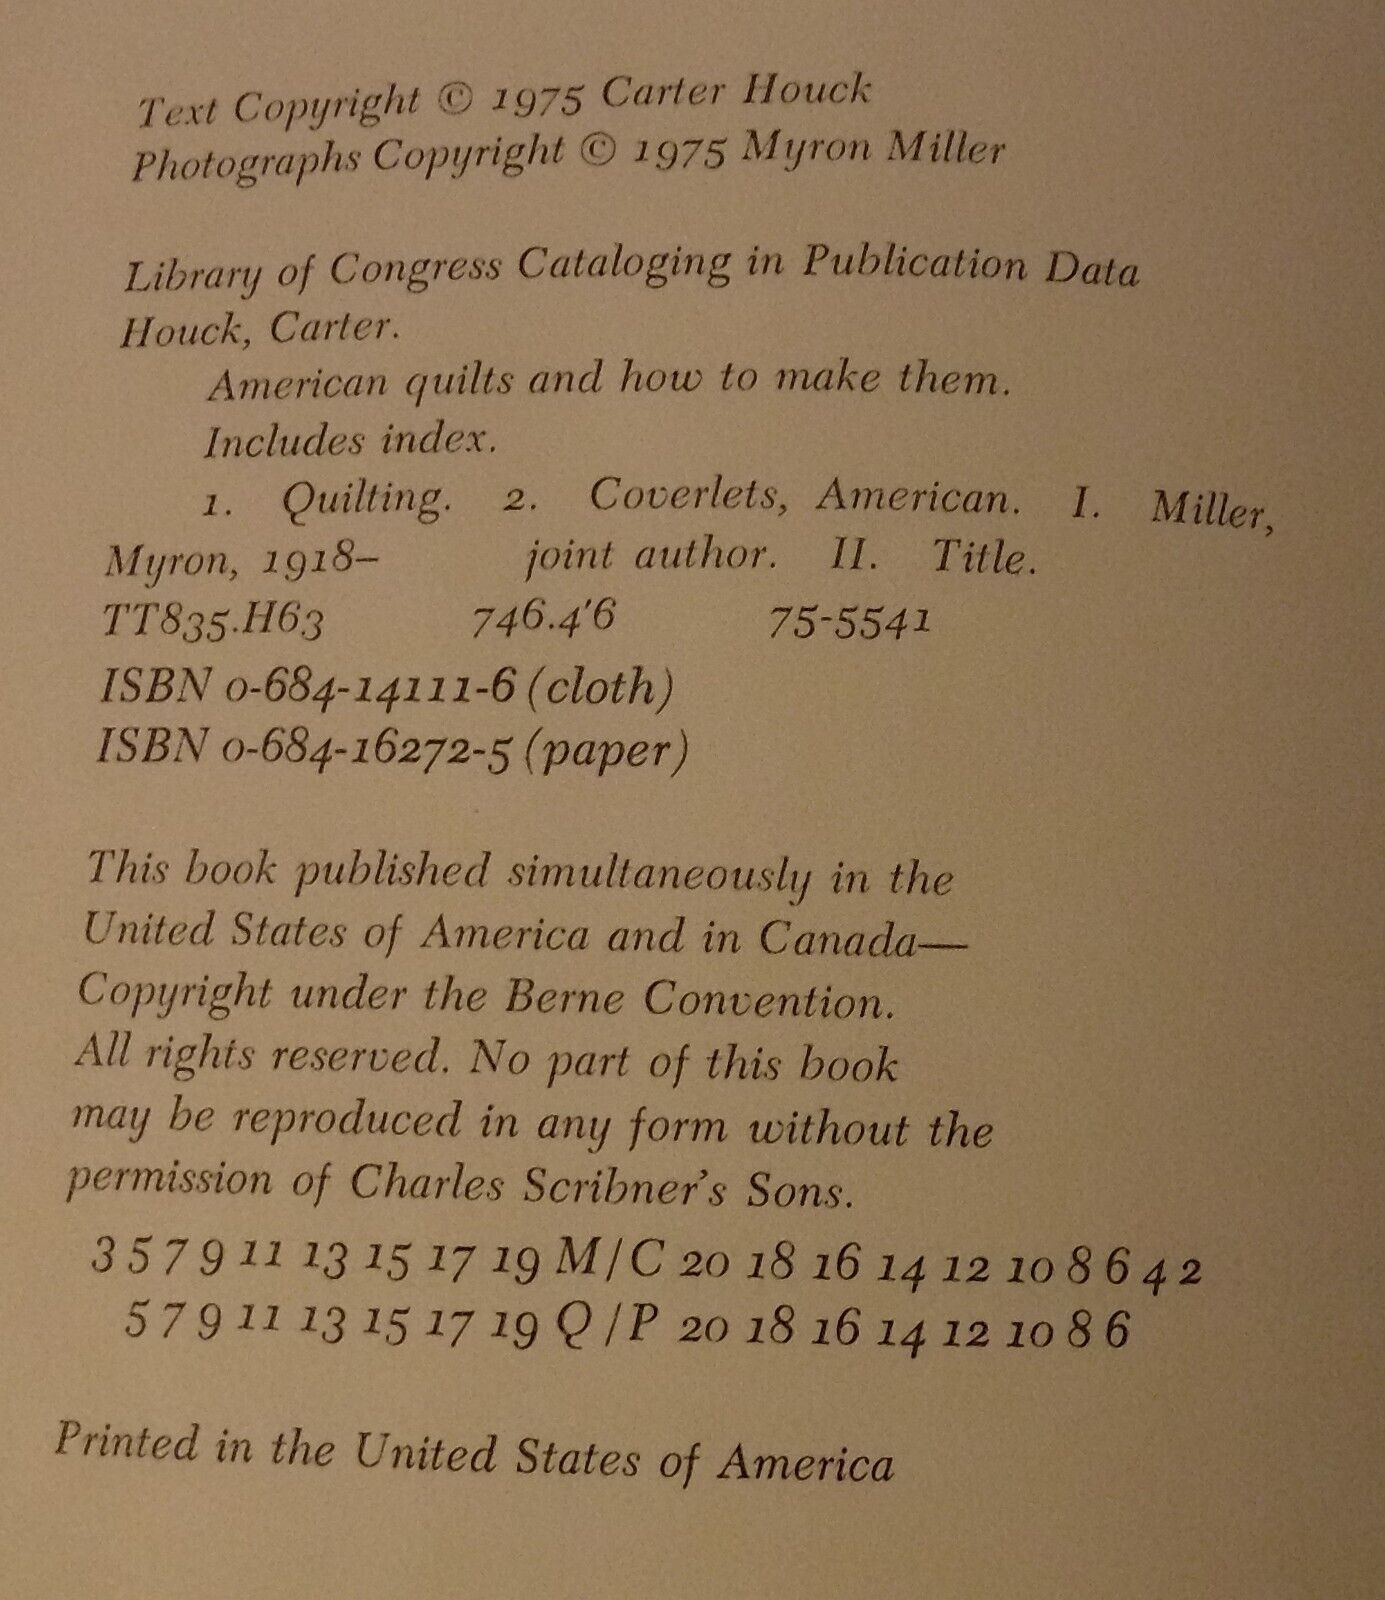 Text Copyright © 1975 Carter Houck
Photographs Copyright © 1975 Myron Miller
Library of Congress Cataloging in Publication Data
Houck, Carter.
American quilts and how to make them.
Includes index.
1. Quilting. 2. Coverlets, American. I. Miller,
Myron, 1918– joint author. II. Title.
TT835.H63 746.4'6 75-5541
ISBN 0-684-14111-6 (cloth)
ISBN 0-684-16272-5 (paper)
This book published simultaneously in the
United States of America and in Canada—
Copyright under the Berne Convention.
All rights reserved. No part of this book
may be reproduced in any form without the
permission of Charles Scribner's Sons.
3 5 7 9 11 13 15 17 19 M/C 20 18 16 14 12 10 8 6 4 2
5 7 9 11 13 15 17 19 Q/P 20 18 16 14 12 10 8 6
Printed in the United States of America